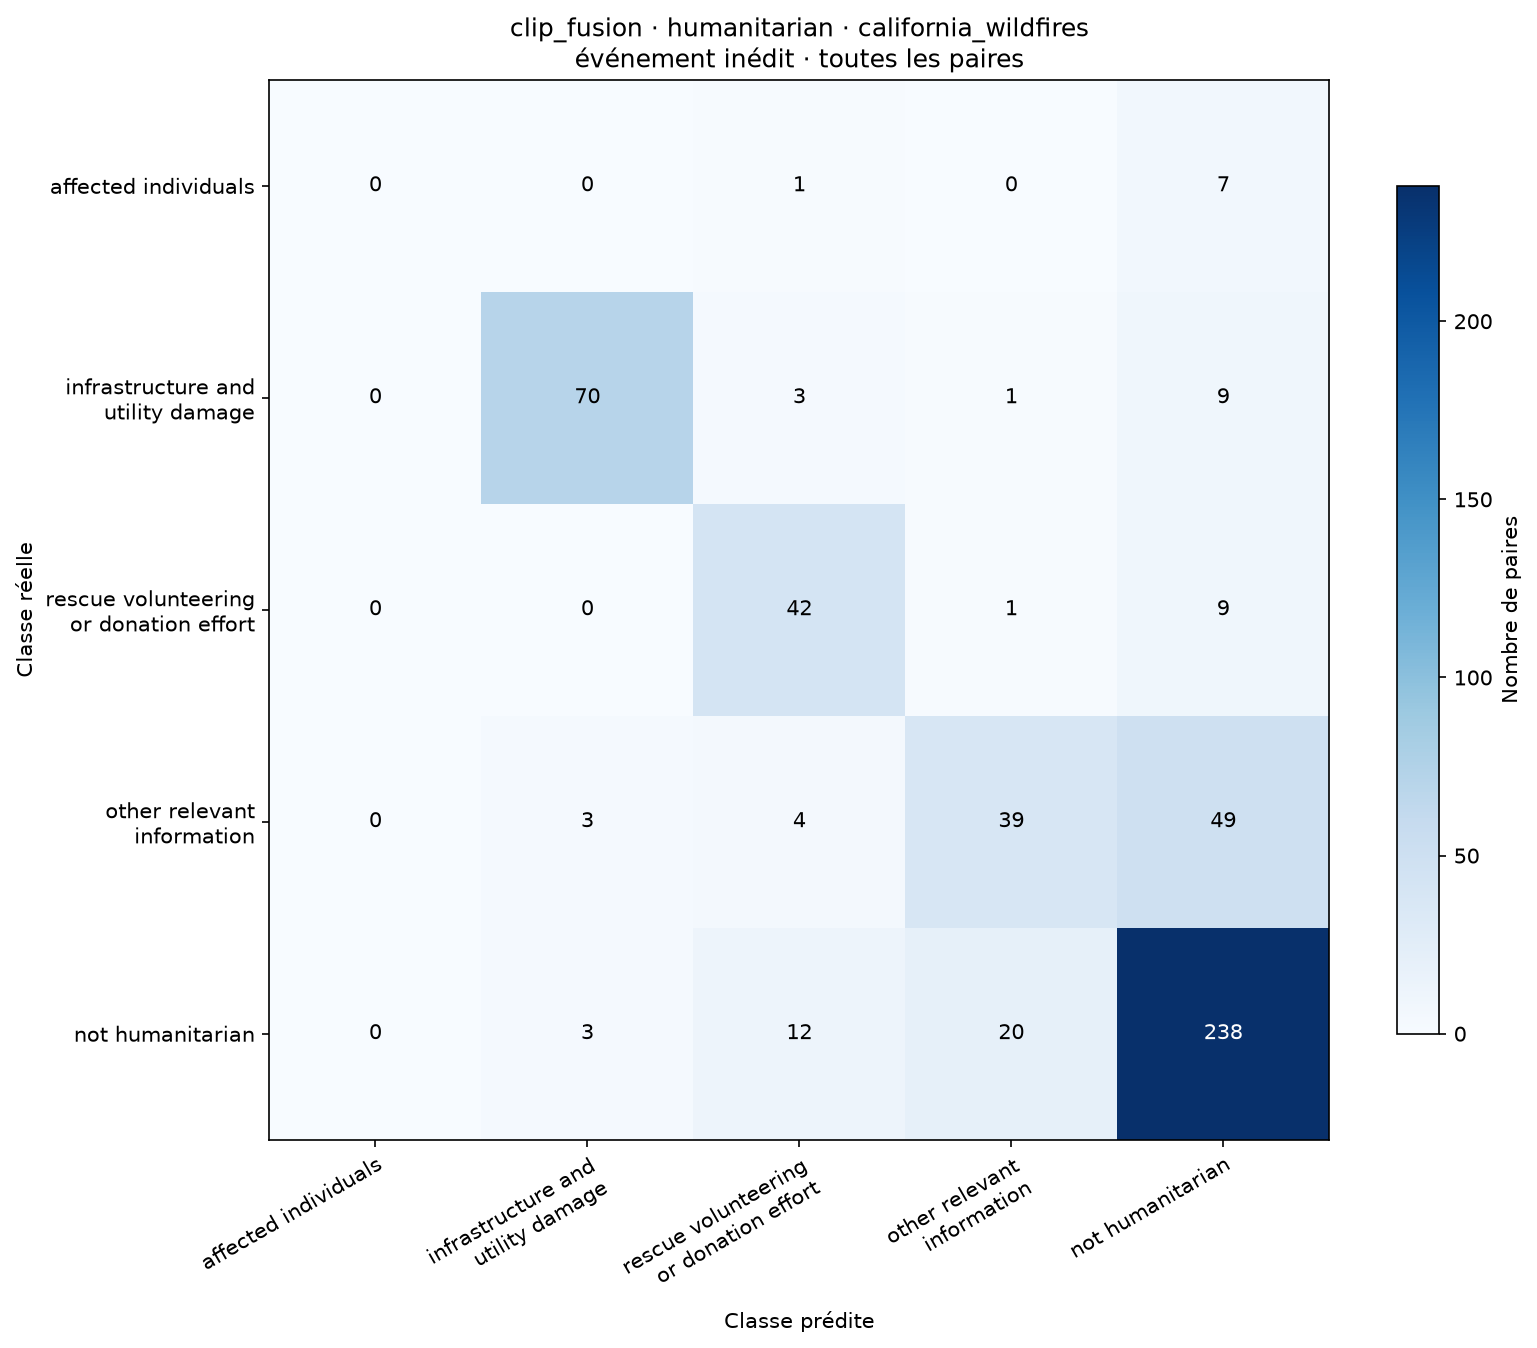 clip_fusion · humanitarian · california_wildfires
événement inédit · toutes les paires
Classe réelle
affected individuals
0 0 1 0 7
infrastructure and
utility damage
0 70 3 1 9
rescue volunteering
or donation effort
0 0 42 1 9
other relevant
information
0 3 4 39 49
not humanitarian
0 3 12 20 238
affected individuals
infrastructure and
utility damage
rescue volunteering
or donation effort
other relevant
information
not humanitarian
Classe prédite
200
150
100
50
0
Nombre de paires